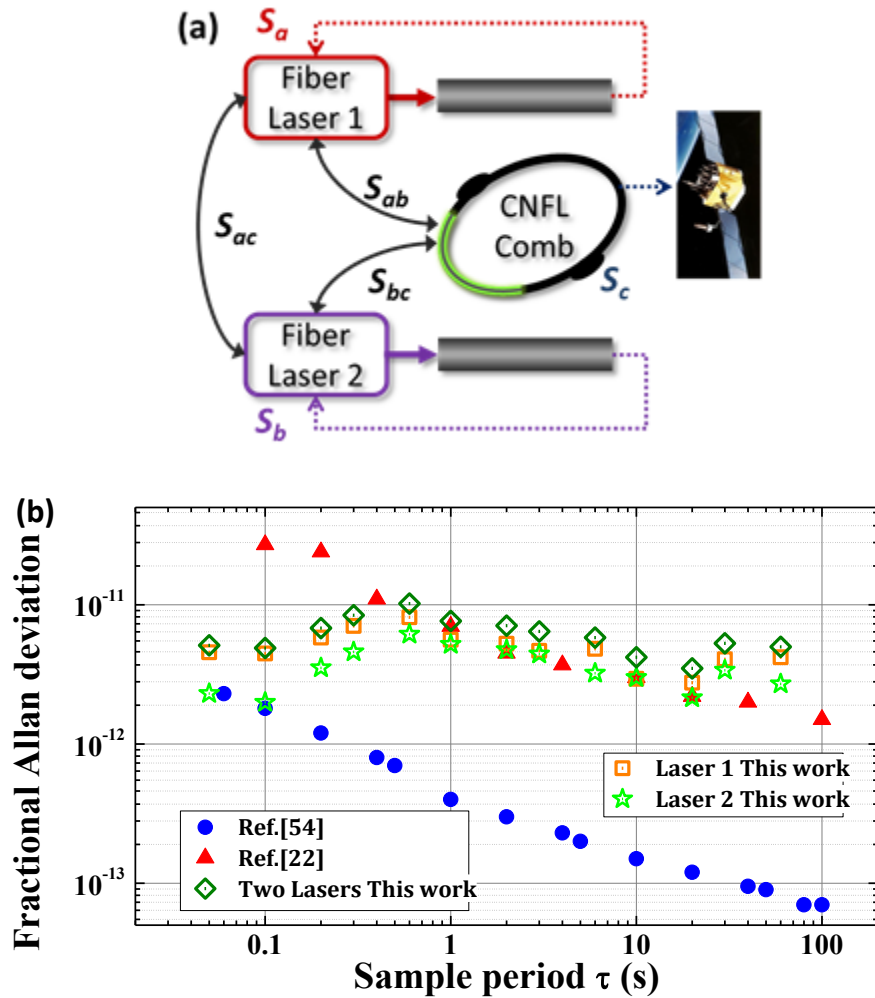 (a)
Sa
Fiber
Laser 1
Sab
CNFL
Comb
Sac
Sbc
Sc
Fiber
Laser 2
Sb
(b)
Fractional Allan deviation
10-11
10-12
10-13
Laser 1 This work
Laser 2 This work
Ref.[54]
Ref.[22]
Two Lasers This work
0.1 1 10 100
Sample period τ (s)